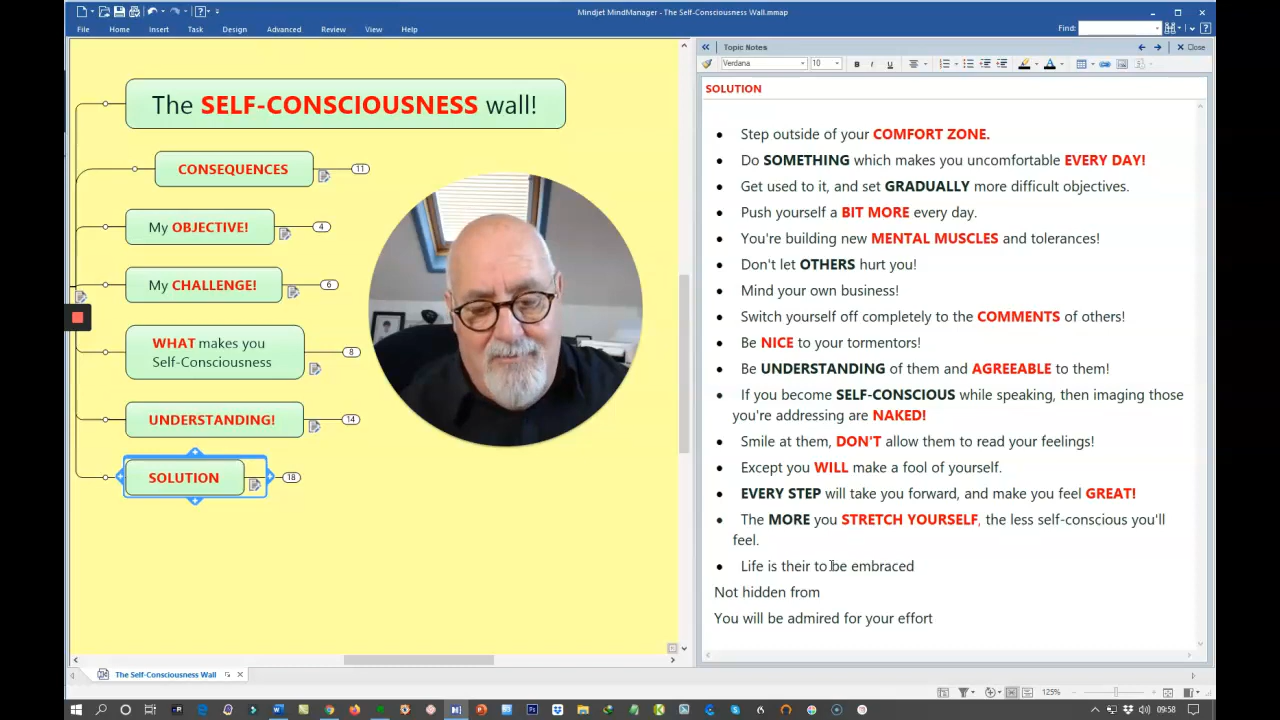 Mindjet MindManager - The Self-Consciousness Wall.mmap
File Home Insert Task Design Advanced Review View Help
Find:
The SELF-CONSCIOUSNESS wall!
CONSEQUENCES 11
My OBJECTIVE! 4
My CHALLENGE! 6
WHAT makes you
Self-Consciousness 8
UNDERSTANDING! 14
SOLUTION 18
Topic Notes
Close
Verdana 10 B I U
SOLUTION
• Step outside of your COMFORT ZONE.
• Do SOMETHING which makes you uncomfortable EVERY DAY!
• Get used to it, and set GRADUALLY more difficult objectives.
• Push yourself a BIT MORE every day.
• You're building new MENTAL MUSCLES and tolerances!
• Don't let OTHERS hurt you!
• Mind your own business!
• Switch yourself off completely to the COMMENTS of others!
• Be NICE to your tormentors!
• Be UNDERSTANDING of them and AGREEABLE to them!
• If you become SELF-CONSCIOUS while speaking, then imaging those
you're addressing are NAKED!
• Smile at them, DON'T allow them to read your feelings!
• Except you WILL make a fool of yourself.
• EVERY STEP will take you forward, and make you feel GREAT!
• The MORE you STRETCH YOURSELF, the less self-conscious you'll
feel.
• Life is their to be embraced
Not hidden from
You will be admired for your effort
The Self-Consciousness Wall
125%
09:58